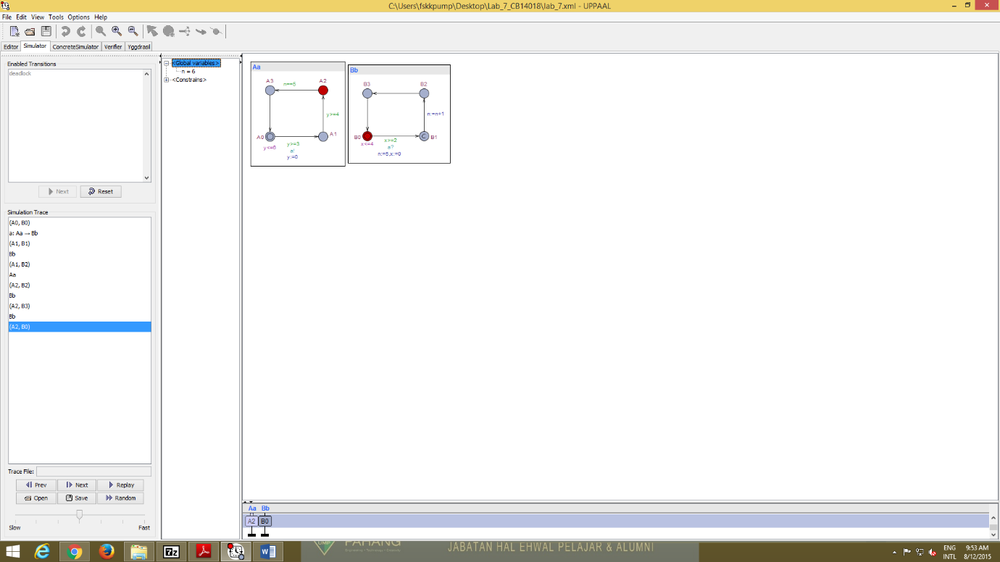 C:\Users\fskkpump\Desktop\Lab_7_CB14018\lab_7.xml - UPPAAL
File Edit View Tools Options Help
Editor Simulator ConcreteSimulator Verifier Yggdrasil
Enabled Transitions
deadlock
Next Reset
Simulation Trace
(A0, B0)
a: Aa → Bb
(A1, B1)
Bb
(A1, B2)
Aa
(A2, B2)
Bb
(A2, B3)
Bb
(A2, B0)
Trace File:
Prev Next Replay
Open Save Random
Slow Fast
<Global variables>
n = 6
<Constrains>
Aa
A3 A2
n==5
y>=4
A0 A1
y<=6 y>=3
a!
y:=0
Bb
B3 B2
n:=n+1
B0 C B1
x<=4 x>=2
a?
n:=5,x:=0
Aa Bb
A2 B0
7z
UMP PAHANG
JABATAN HAL EHWAL PELAJAR & ALUMNI
ENG 9:53 AM
INTL 8/12/2015